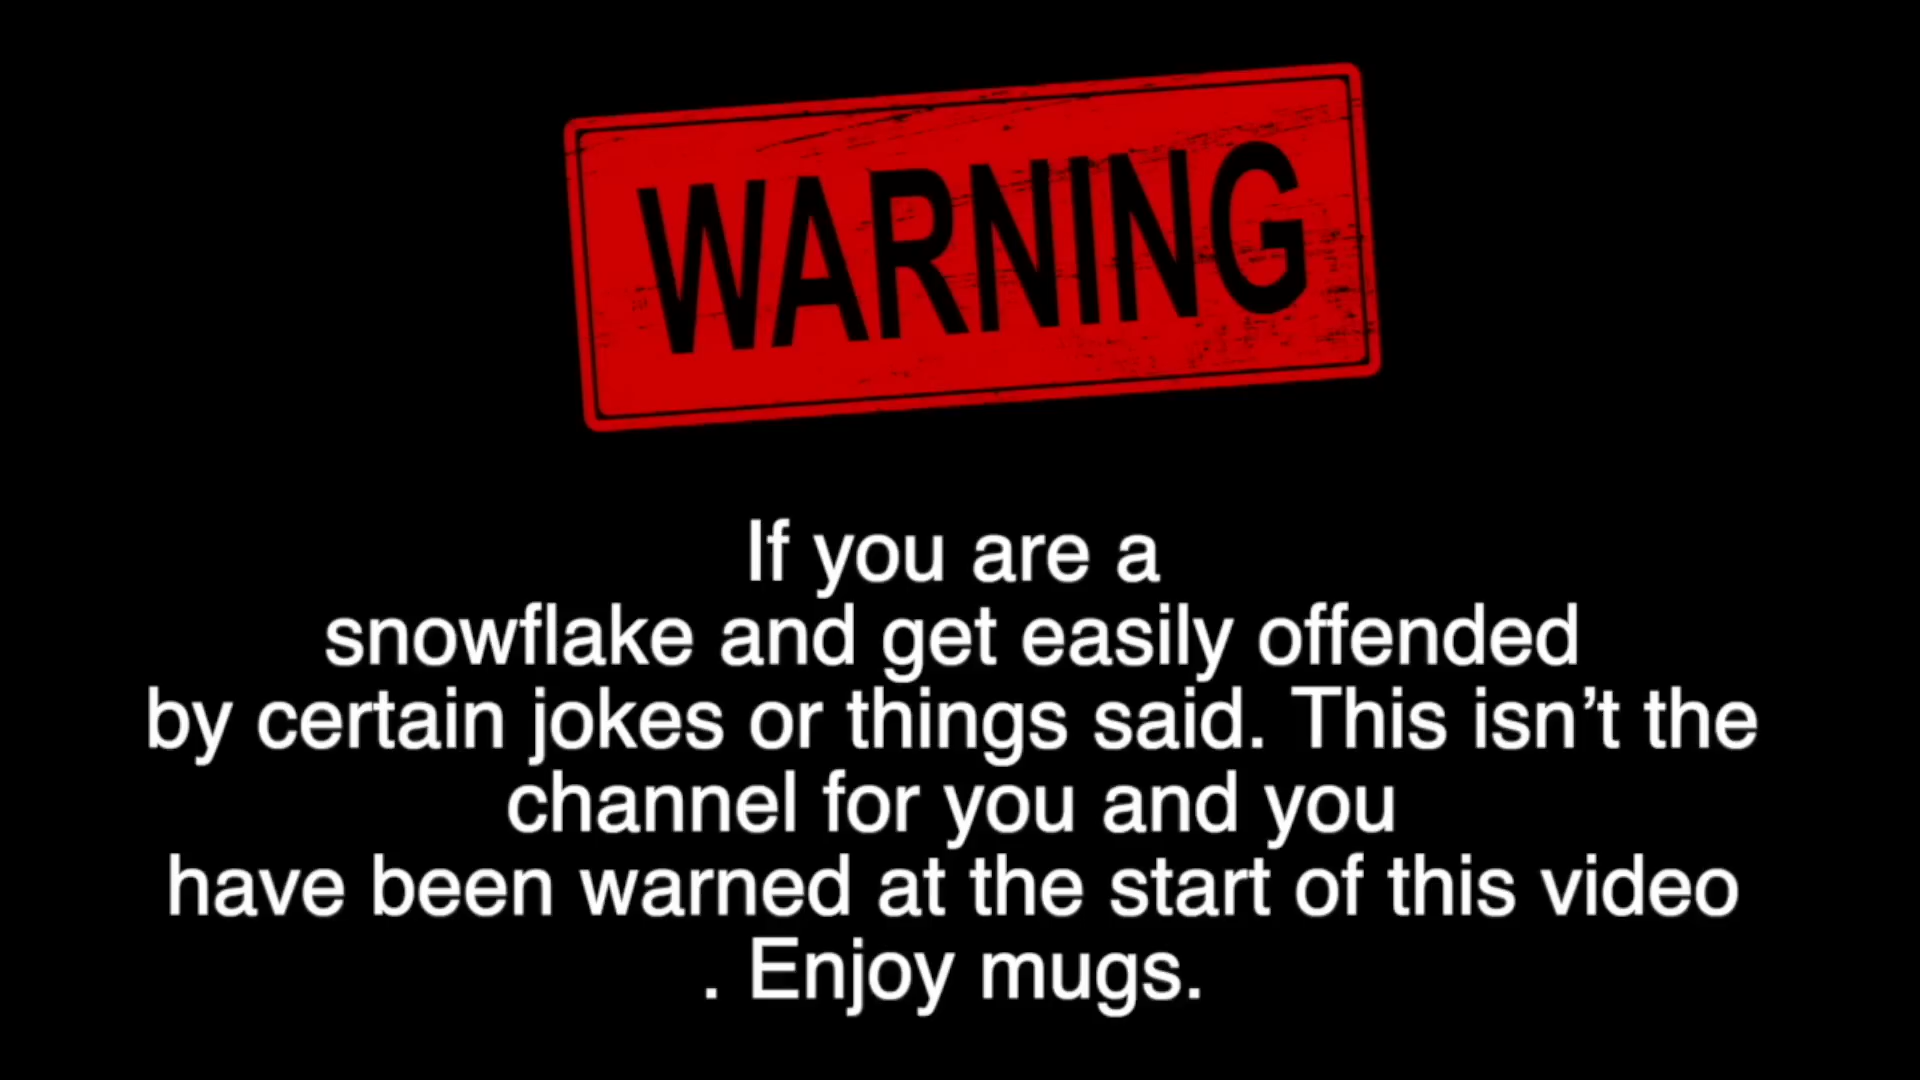 WARNING
If you are a
snowflake and get easily offended
by certain jokes or things said. This isn’t the
channel for you and you
have been warned at the start of this video
. Enjoy mugs.